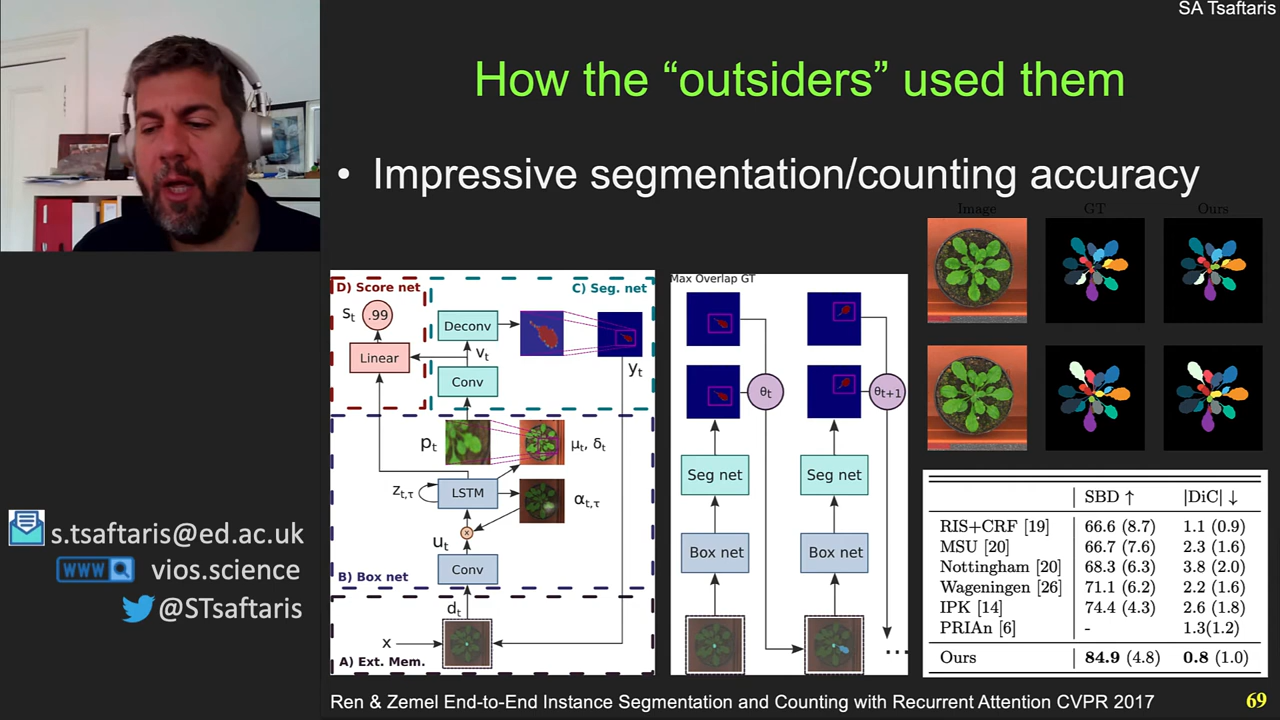 SA Tsaftaris
How the “outsiders” used them
• Impressive segmentation/counting accuracy
Image GT Ours
D) Score net
C) Seg. net
sₜ .99
Deconv
Linear
vₜ
yₜ
Conv
pₜ
μₜ, δₜ
zₜ,τ
LSTM
αₜ,τ
uₜ
×
B) Box net
Conv
dₜ
x
A) Ext. Mem.
Max Overlap GT
θₜ
θₜ₊₁
Seg net Seg net
Box net Box net
...
SBD ↑ |DiC| ↓
RIS+CRF [19] 66.6 (8.7) 1.1 (0.9)
MSU [20] 66.7 (7.6) 2.3 (1.6)
Nottingham [20] 68.3 (6.3) 3.8 (2.0)
Wageningen [26] 71.1 (6.2) 2.2 (1.6)
IPK [14] 74.4 (4.3) 2.6 (1.8)
PRIAn [6] - 1.3(1.2)
Ours 84.9 (4.8) 0.8 (1.0)
s.tsaftaris@ed.ac.uk
WWW vios.science
@STsaftaris
Ren & Zemel End-to-End Instance Segmentation and Counting with Recurrent Attention CVPR 2017
69